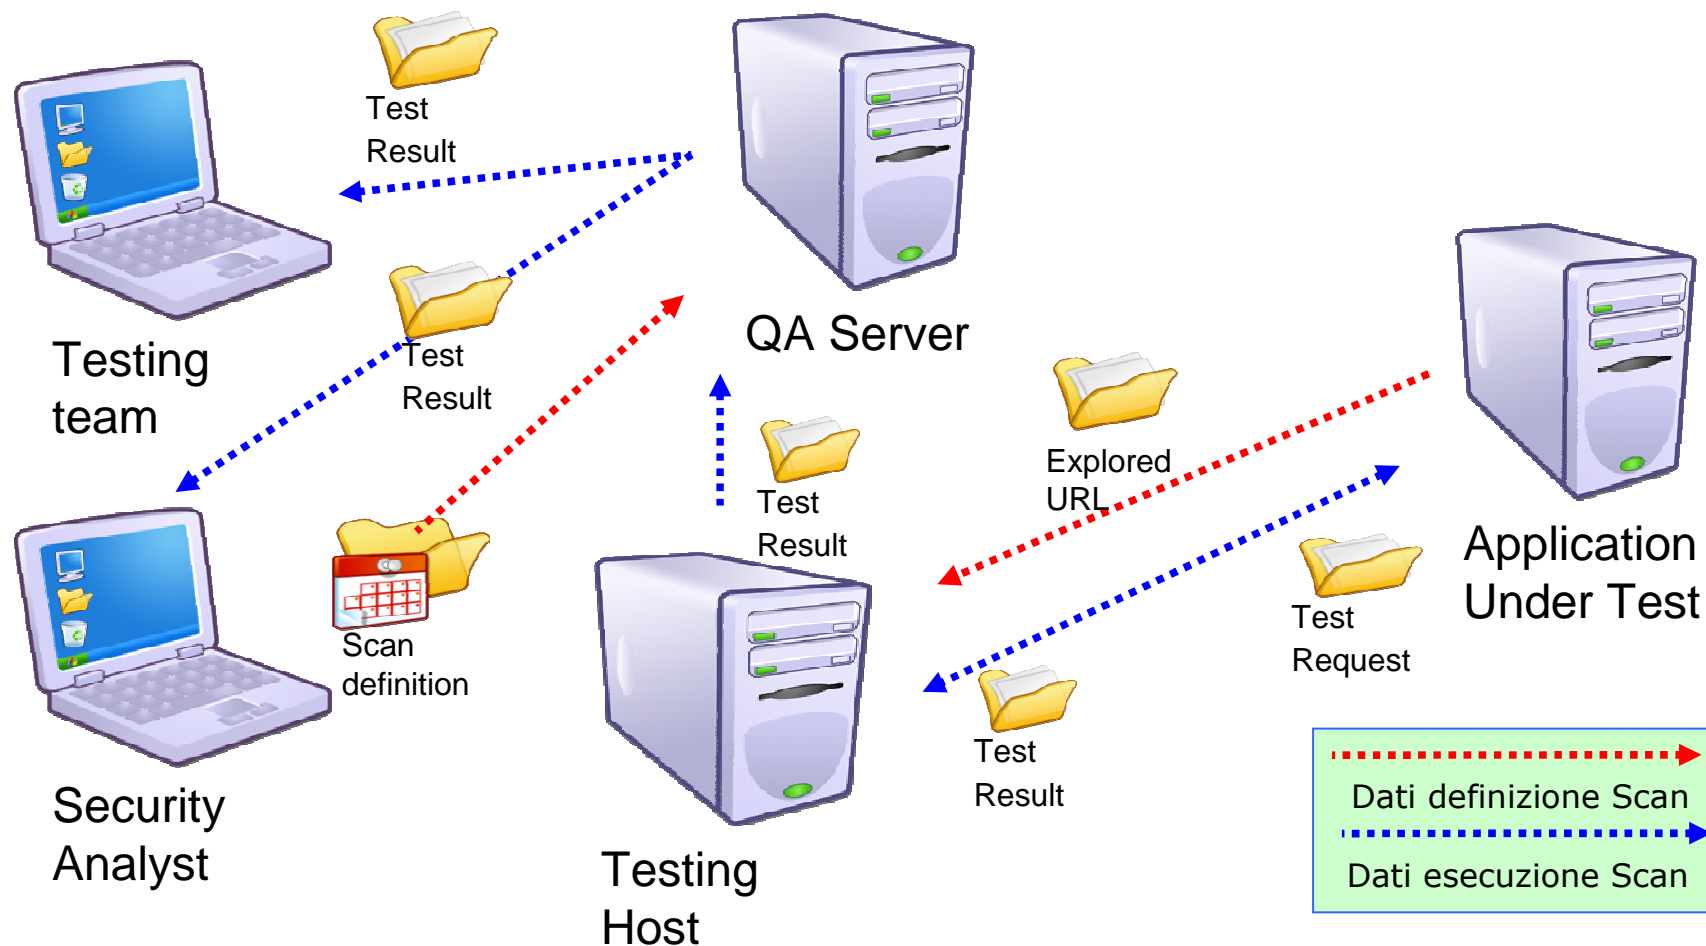 Test
Result
QA Server
Testing
team
Test
Result
Explored
URL
Test
Result
Application
Under Test
Test
Request
Scan
definition
Test
Result
Security
Analyst
Testing
Host
Dati definizione Scan
Dati esecuzione Scan